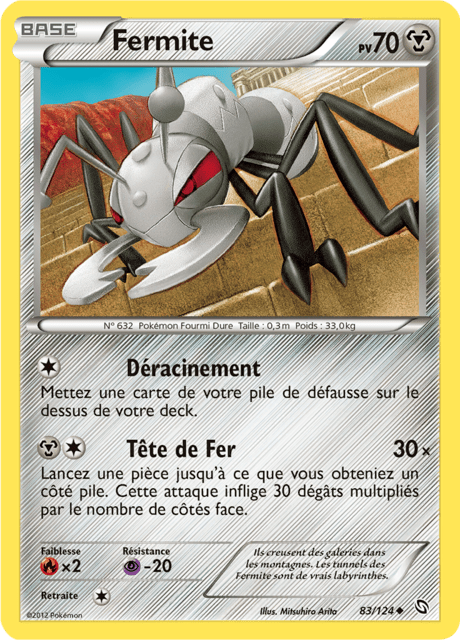 BASE
Fermite
PV70
N° 632 Pokémon Fourmi Dure Taille : 0,3m Poids : 33,0kg
Déracinement
Mettez une carte de votre pile de défausse sur le
dessus de votre deck.
Tête de Fer 30×
Lancez une pièce jusqu'à ce que vous obteniez un
côté pile. Cette attaque inflige 30 dégâts multipliés
par le nombre de côtés face.
Faiblesse
×2
Résistance
-20
Retraite
Ils creusent des galeries dans
les montagnes. Les tunnels des
Fermite sont de vrais labyrinthes.
©2012 Pokémon
Illus. Mitsuhiro Arita
83/124